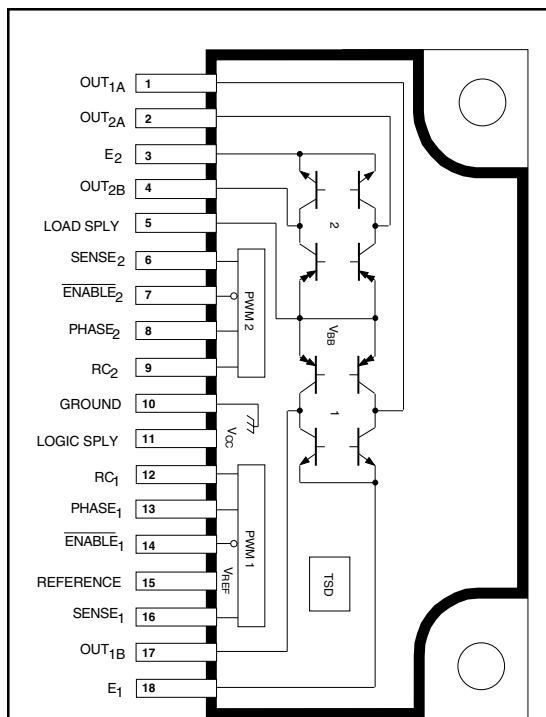 OUT1A 1
OUT2A 2
E2 3
OUT2B 4
LOAD SPLY 5
SENSE2 6
ENABLE2 7
PHASE2 8
RC2 9
GROUND 10
LOGIC SPLY 11
RC1 12
PHASE1 13
ENABLE1 14
REFERENCE 15
SENSE1 16
OUT1B 17
E1 18
PWM 2
VCC
PWM 1
VREF
2
VBB
1
TSD